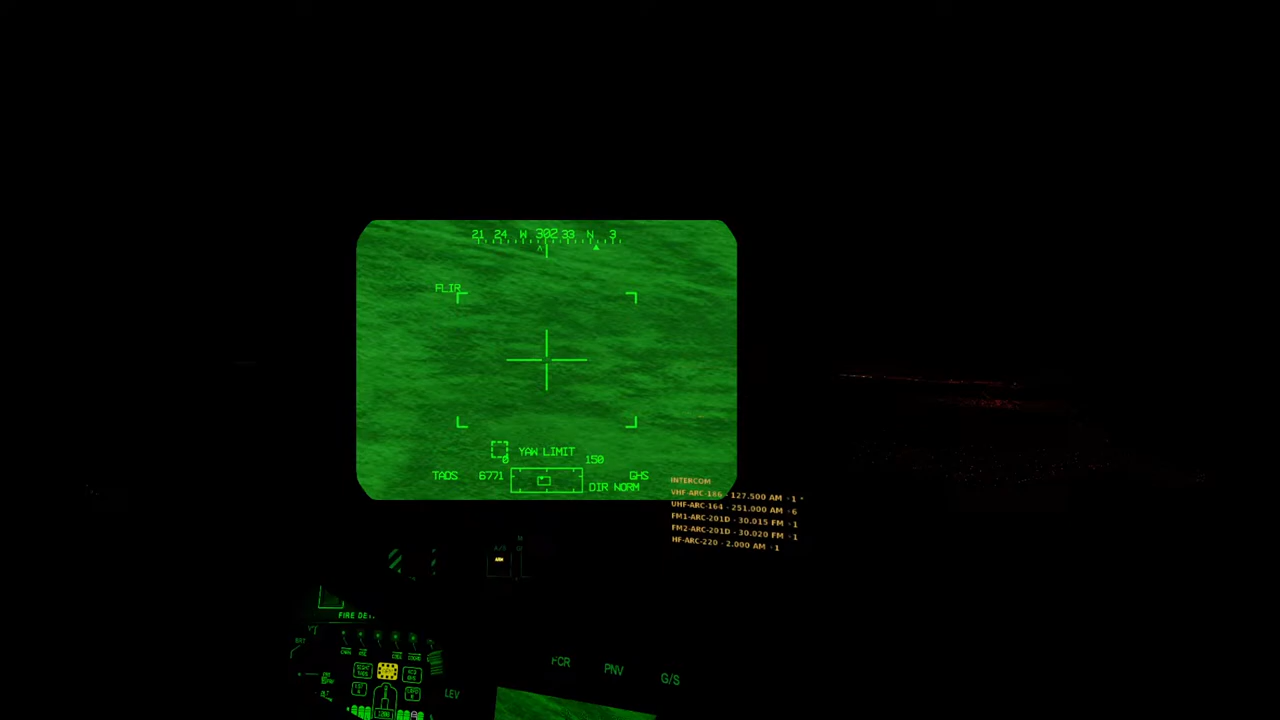 21 24 W 302 33 N 3
FLIR
YAW LIMIT
0 150
TADS 6771 GHS
DIR NORM
INTERCOM
VHF-ARC-186 - 127.500 AM - 1 *
UHF-ARC-164 - 251.000 AM - 6
FM1-ARC-201D - 30.015 FM - 1
FM2-ARC-201D - 30.020 FM - 1
HF-ARC-220 - 2.000 AM - 1
ARM
FCR
PNV
G/S
LEV